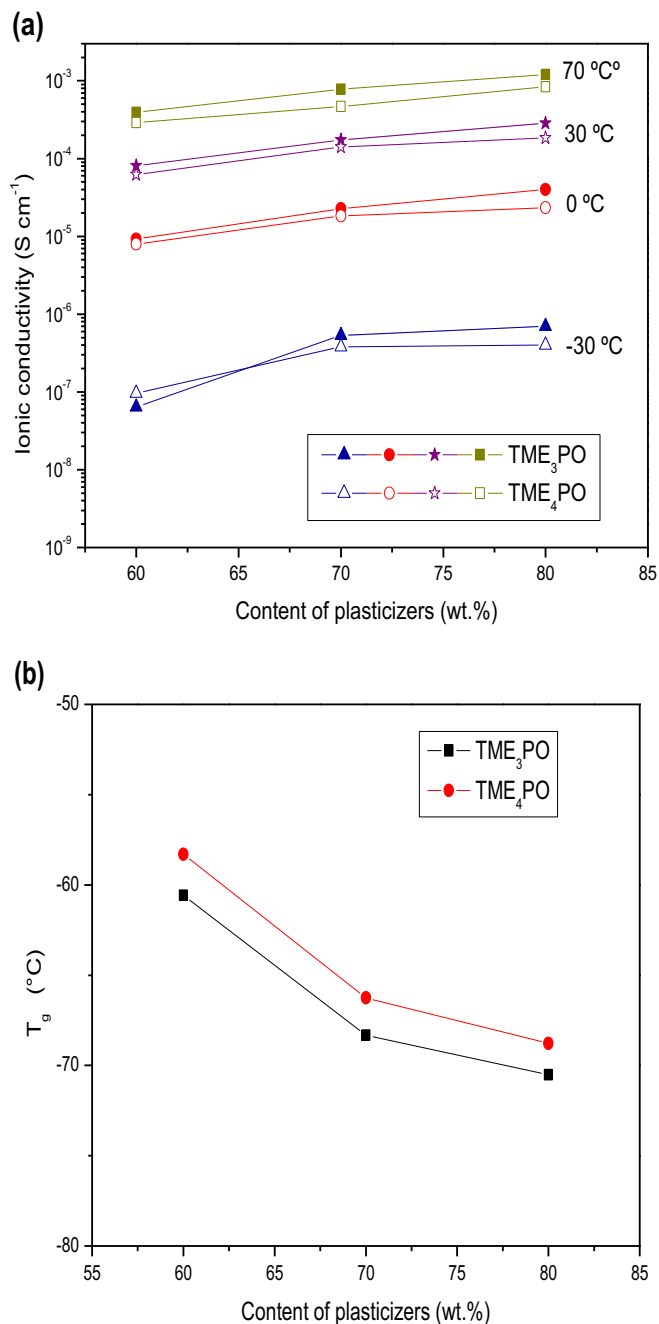 (a)
10⁻³
10⁻⁴
10⁻⁵
10⁻⁶
10⁻⁷
10⁻⁸
10⁻⁹
Ionic conductivity (S cm⁻¹)
70 ºCº
30 ºC
0 ºC
-30 ºC
TME₃PO
TME₄PO
60 65 70 75 80 85
Content of plasticizers (wt.%)
(b)
-50
-60
-70
-80
T_g (°C)
TME₃PO
TME₄PO
55 60 65 70 75 80 85
Content of plasticizers (wt.%)